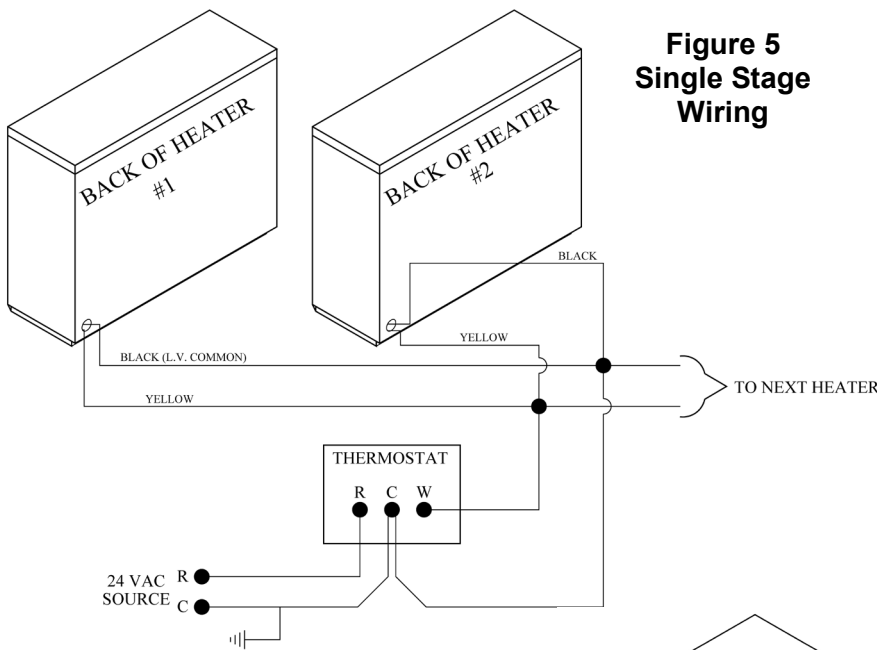 Figure 5
Single Stage
Wiring
BACK OF HEATER
#1
BACK OF HEATER
#2
BLACK
YELLOW
BLACK (L.V. COMMON)
YELLOW
TO NEXT HEATER
THERMOSTAT
R C W
24 VAC R
SOURCE C